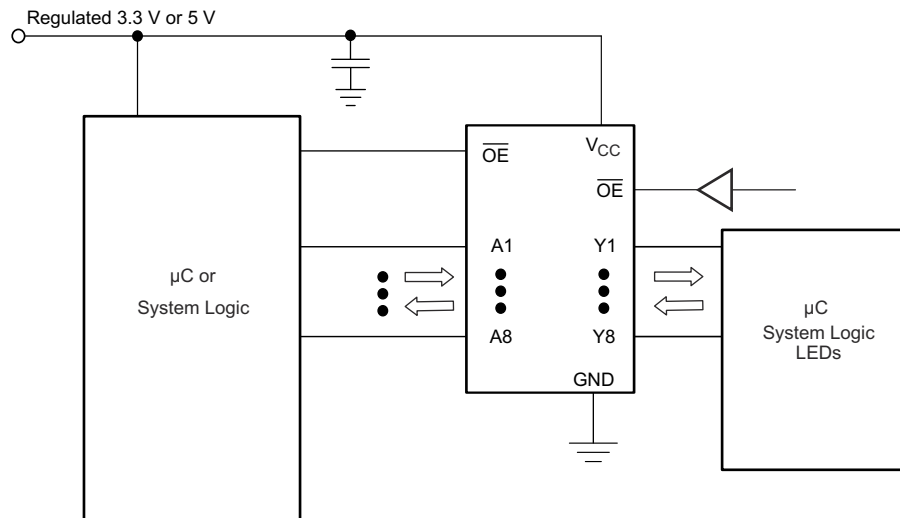 Regulated 3.3 V or 5 V
OE
VCC
OE
A1
Y1
µC or
System Logic
µC
System Logic
LEDs
A8
Y8
GND